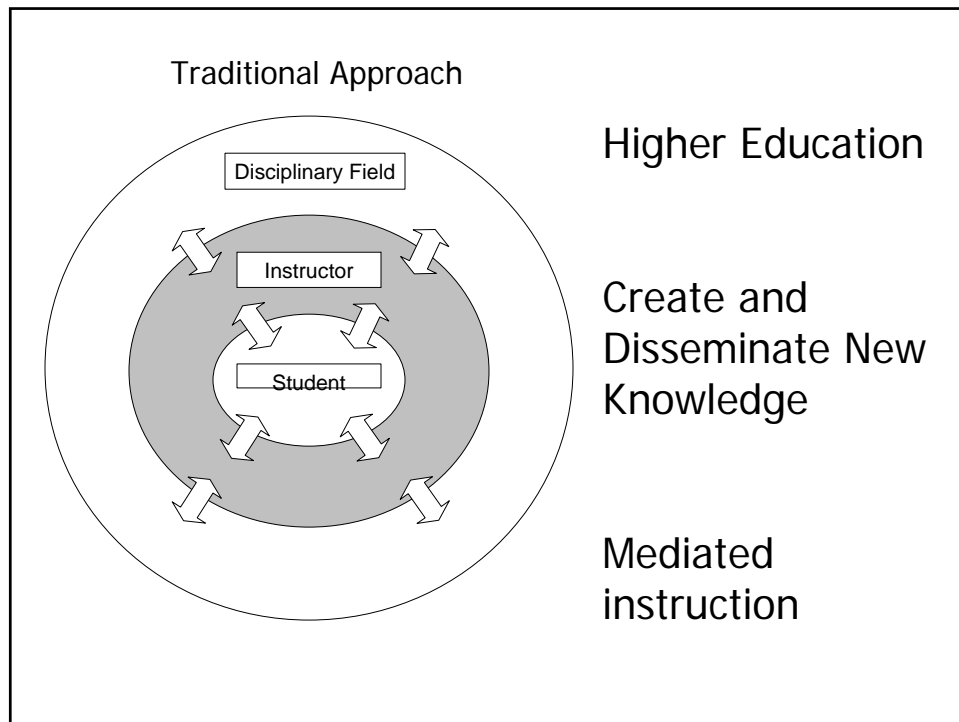 Traditional Approach
Disciplinary Field
Instructor
Student
Higher Education
Create and
Disseminate New
Knowledge
Mediated
instruction